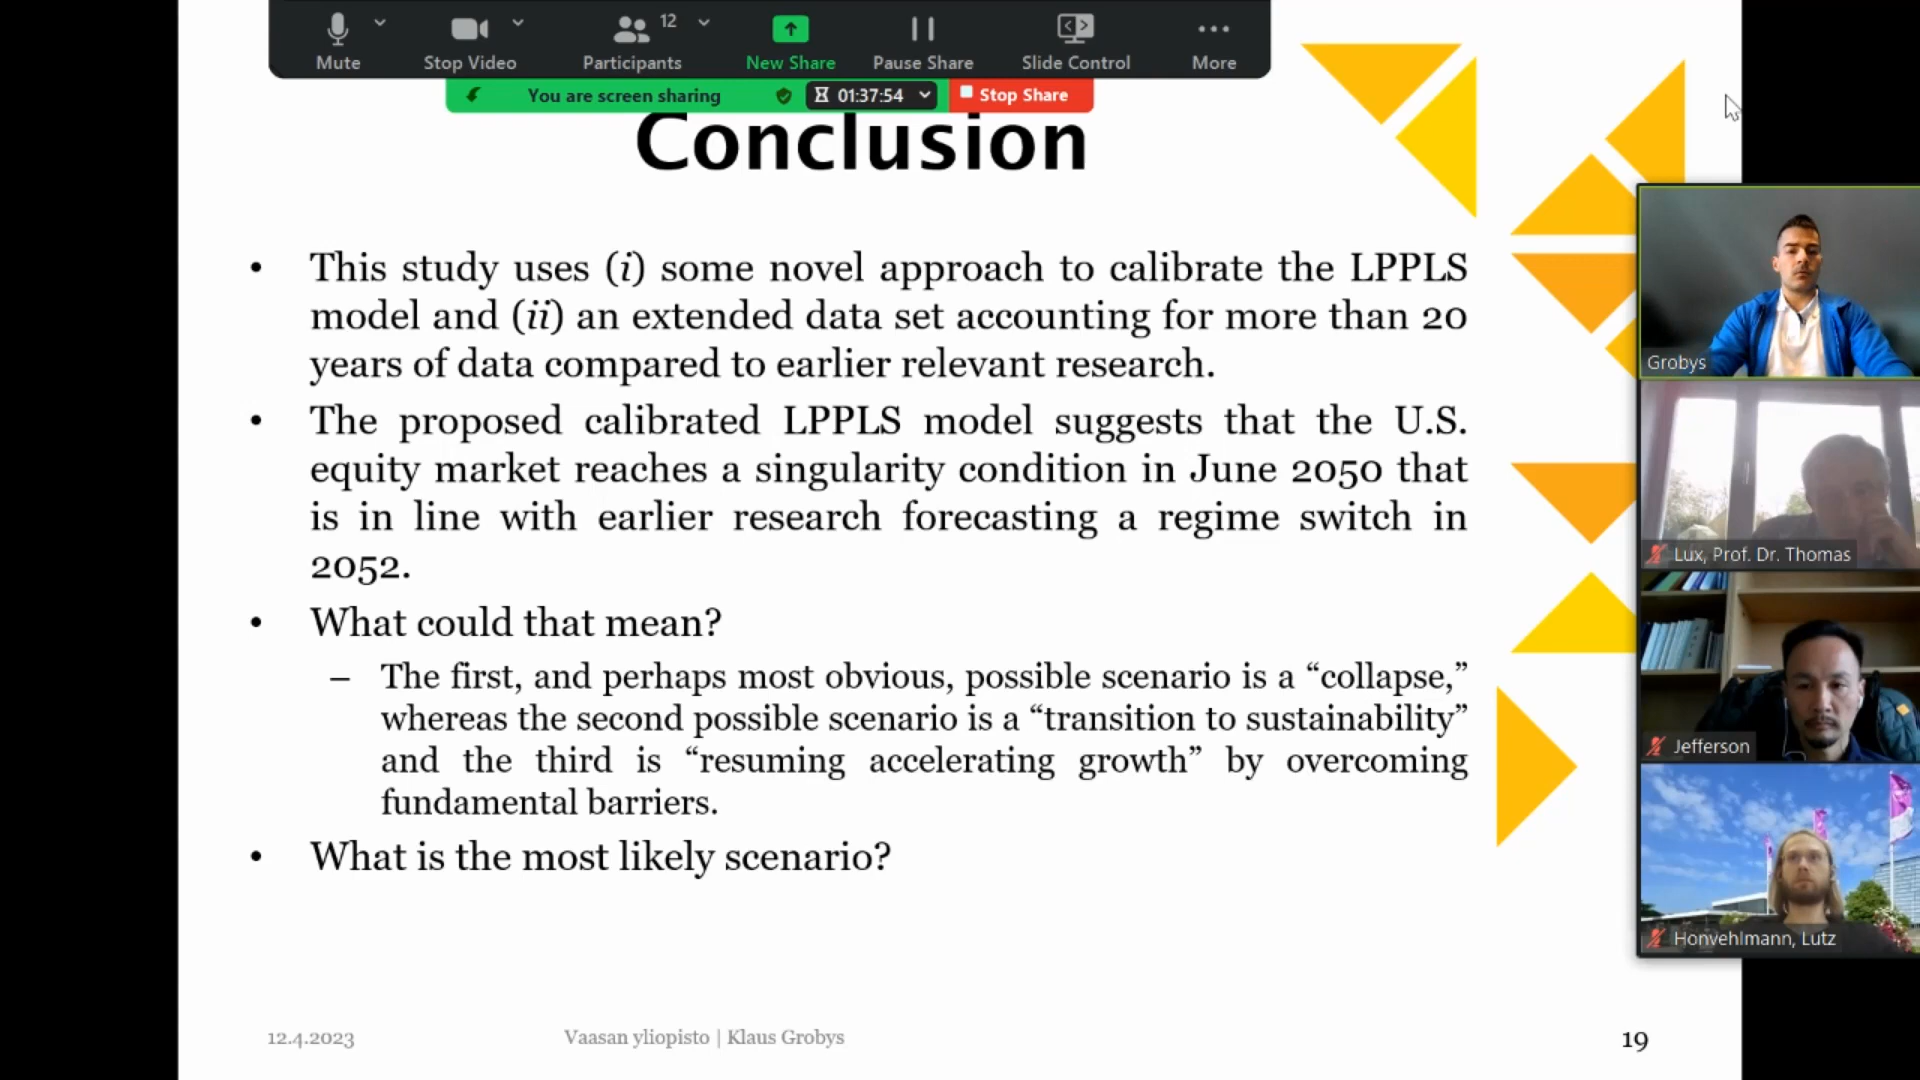 Mute
Stop Video
12
Participants
New Share
Pause Share
Slide Control
More
You are screen sharing
01:37:54
Stop Share
Conclusion
• This study uses (i) some novel approach to calibrate the LPPLS
model and (ii) an extended data set accounting for more than 20
years of data compared to earlier relevant research.
• The proposed calibrated LPPLS model suggests that the U.S.
equity market reaches a singularity condition in June 2050 that
is in line with earlier research forecasting a regime switch in
2052.
• What could that mean?
– The first, and perhaps most obvious, possible scenario is a “collapse,”
whereas the second possible scenario is a “transition to sustainability”
and the third is “resuming accelerating growth” by overcoming
fundamental barriers.
• What is the most likely scenario?
12.4.2023
Vaasan yliopisto | Klaus Grobys
19
Grobys
Lux, Prof. Dr. Thomas
Jefferson
Honvehlmann, Lutz